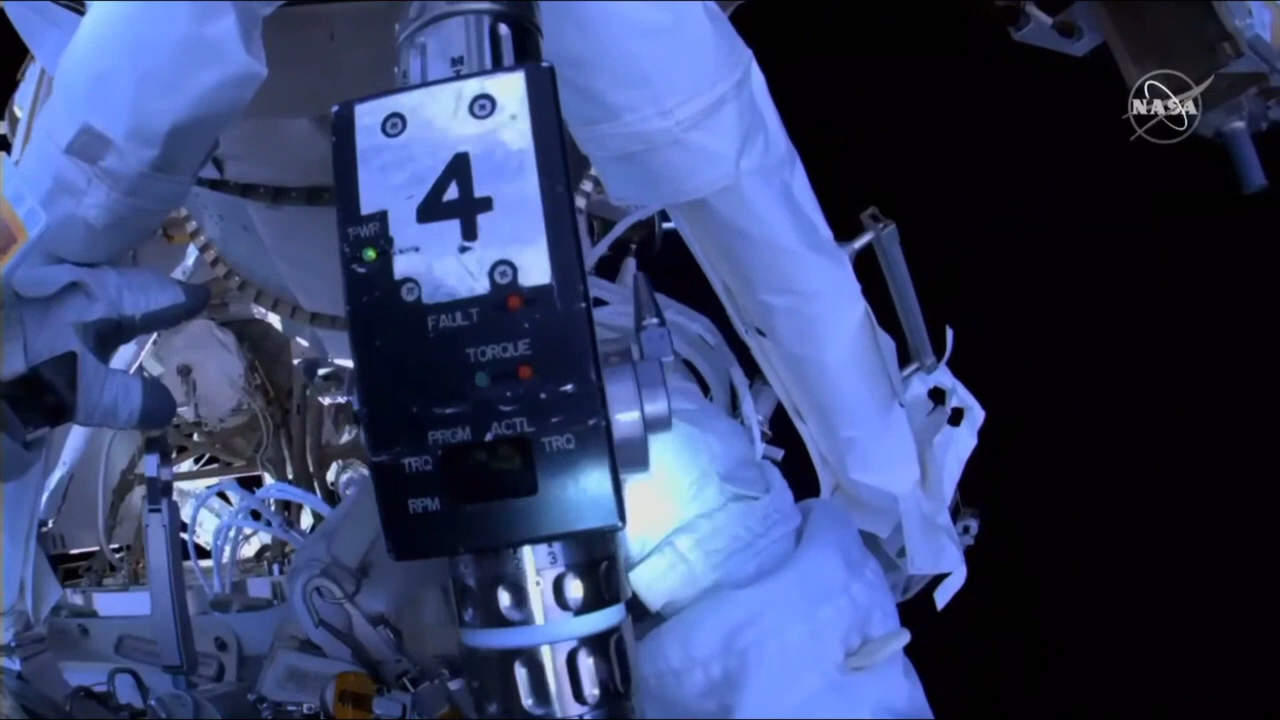 NASA
4
PWR
FAULT
TORQUE
PRGM ACTL
TRQ TRQ
RPM
3